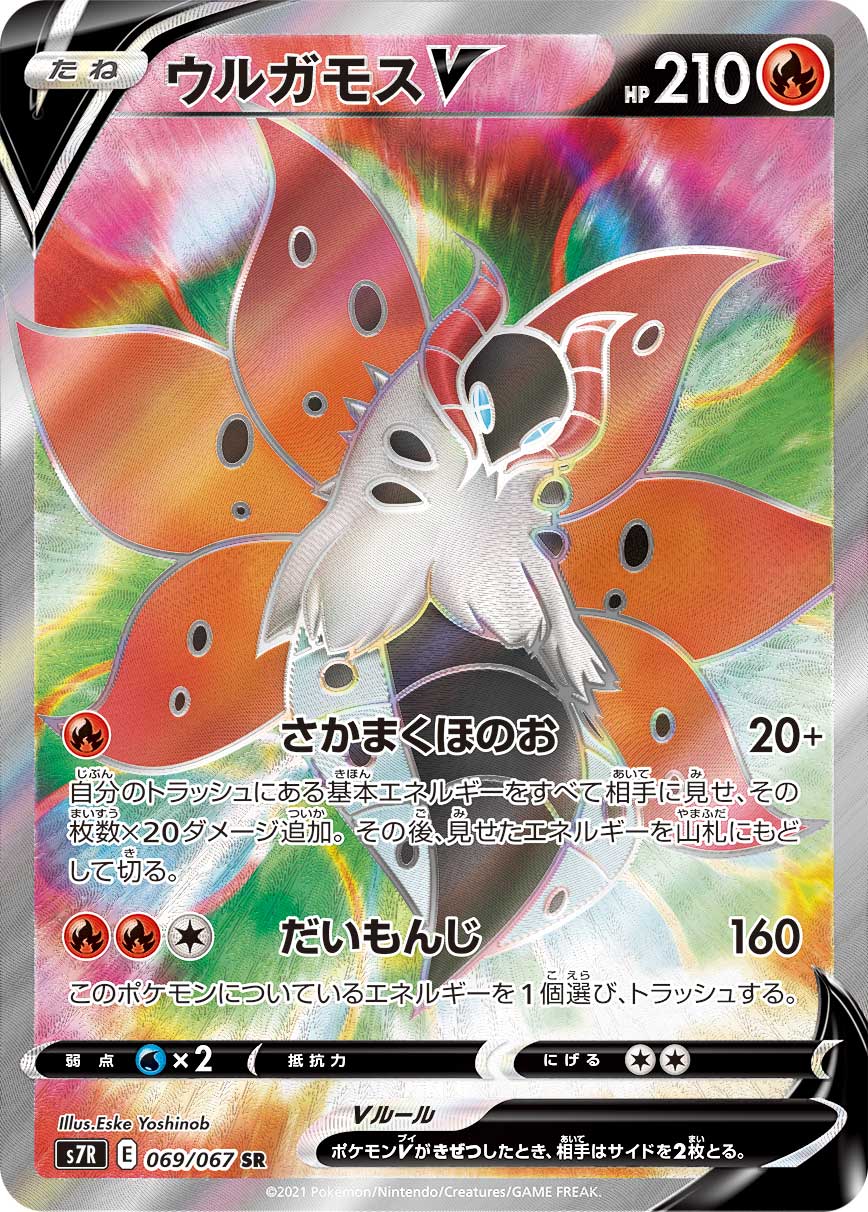 たね ウルガモスV HP 210
さかまくほのお 20+
自分のトラッシュにある基本エネルギーをすべて相手に見せ、その
枚数×20ダメージ追加。その後、見せたエネルギーを山札にもど
して切る。
だいもんじ 160
このポケモンについているエネルギーを1個選び、トラッシュする。
弱点 ×2 抵抗力 にげる
Illus.Eske Yoshinob
Vルール
ポケモンVがきぜつしたとき、相手はサイドを2枚とる。
s7R E 069/067 SR
©2021 Pokémon/Nintendo/Creatures/GAME FREAK.